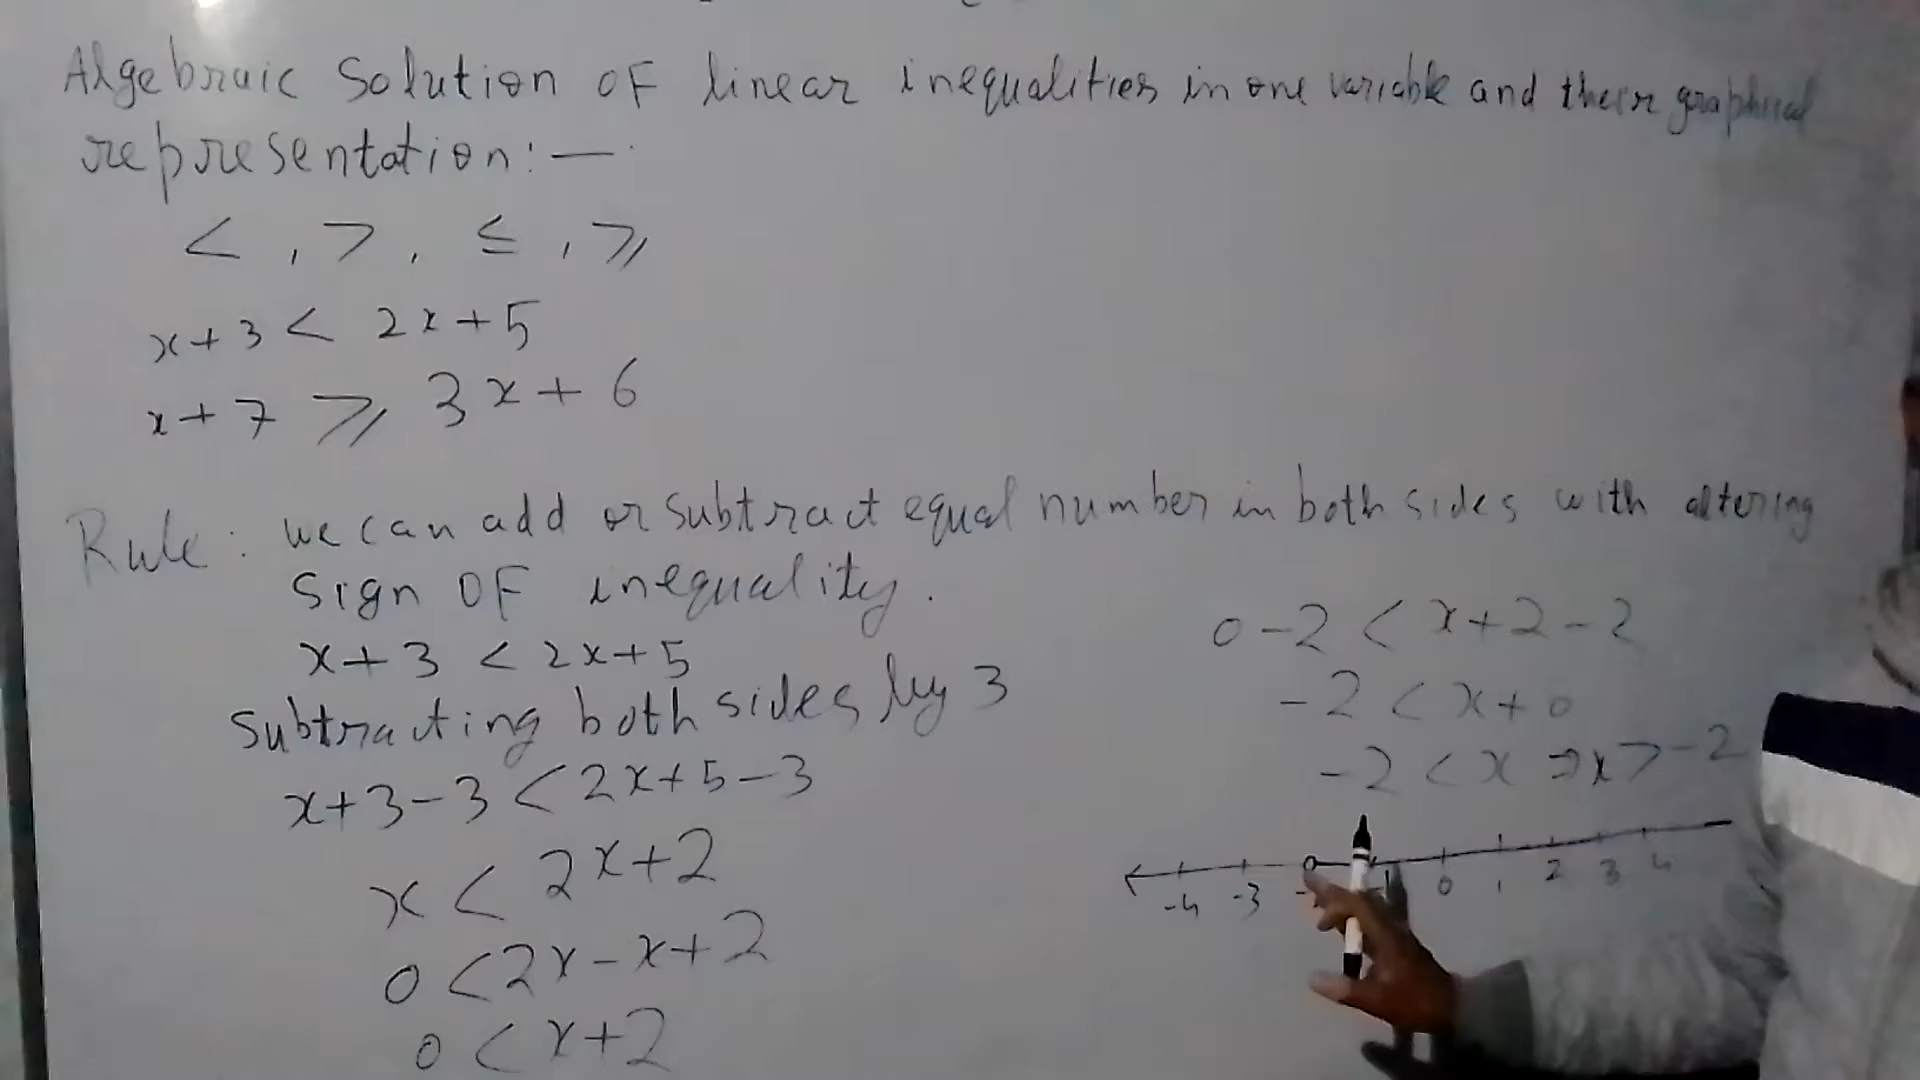 Algebraic Solution OF linear inequalities in one variable and their graphical
representation:—
< , > , ≤ , ≥
x+3 < 2x+5
x+7 ≥ 3x+6
Rule: we can add or subtract equal number in both sides with altering
sign OF inequality.
x+3 < 2x+5
Subtracting both sides by 3
x+3-3 < 2x+5-3
x < 2x+2
0 < 2x-x+2
0 < x+2
0-2 < x+2-2
-2 < x+0
-2 < x ⇒ x > -2
-4 -3 -1 0 1 2 3 4